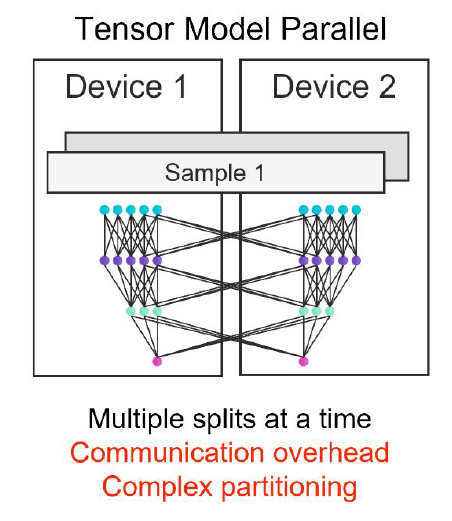 Tensor Model Parallel
Device 1
Device 2
Sample 1
Multiple splits at a time
Communication overhead
Complex partitioning